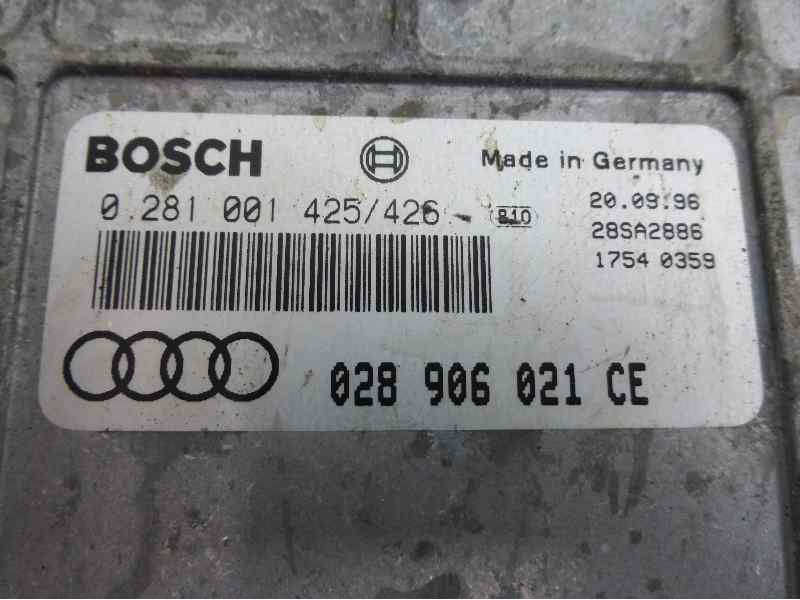 BOSCH
Made in Germany
0 281 001 425/426
810
20.09.96
28SA2886
1754 0359
028 906 021 CE